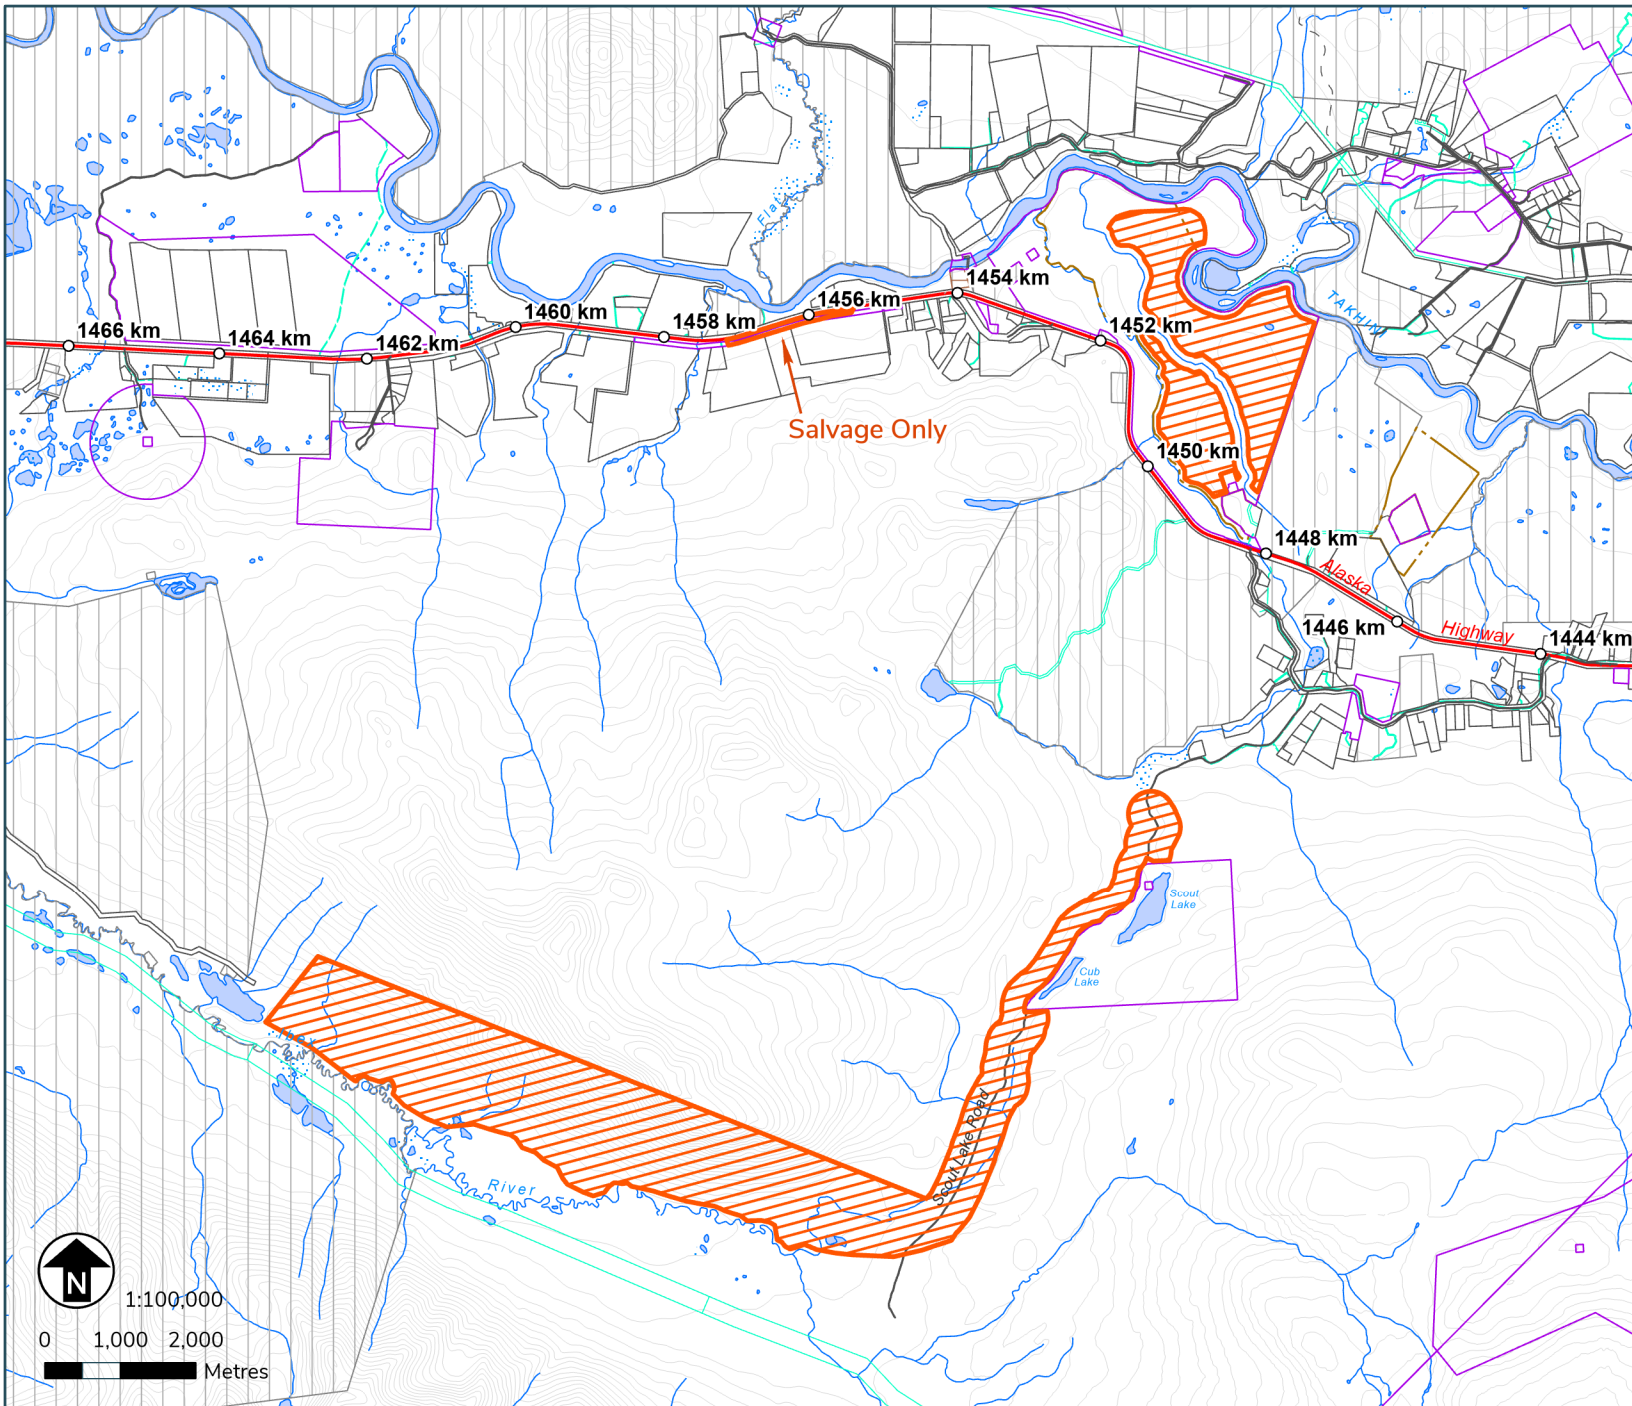 Flat
1454 km
1456 km
TAKHINI
1460 km
1458 km
1452 km
1466 km
1464 km
1462 km
Salvage Only
1450 km
1448 km
Alaska
1446 km
Highway
1444 km
Scout
Lake
Cub
Lake
Ibex
Scout Lake Road
River
N
1:100,000
0 1,000 2,000
Metres